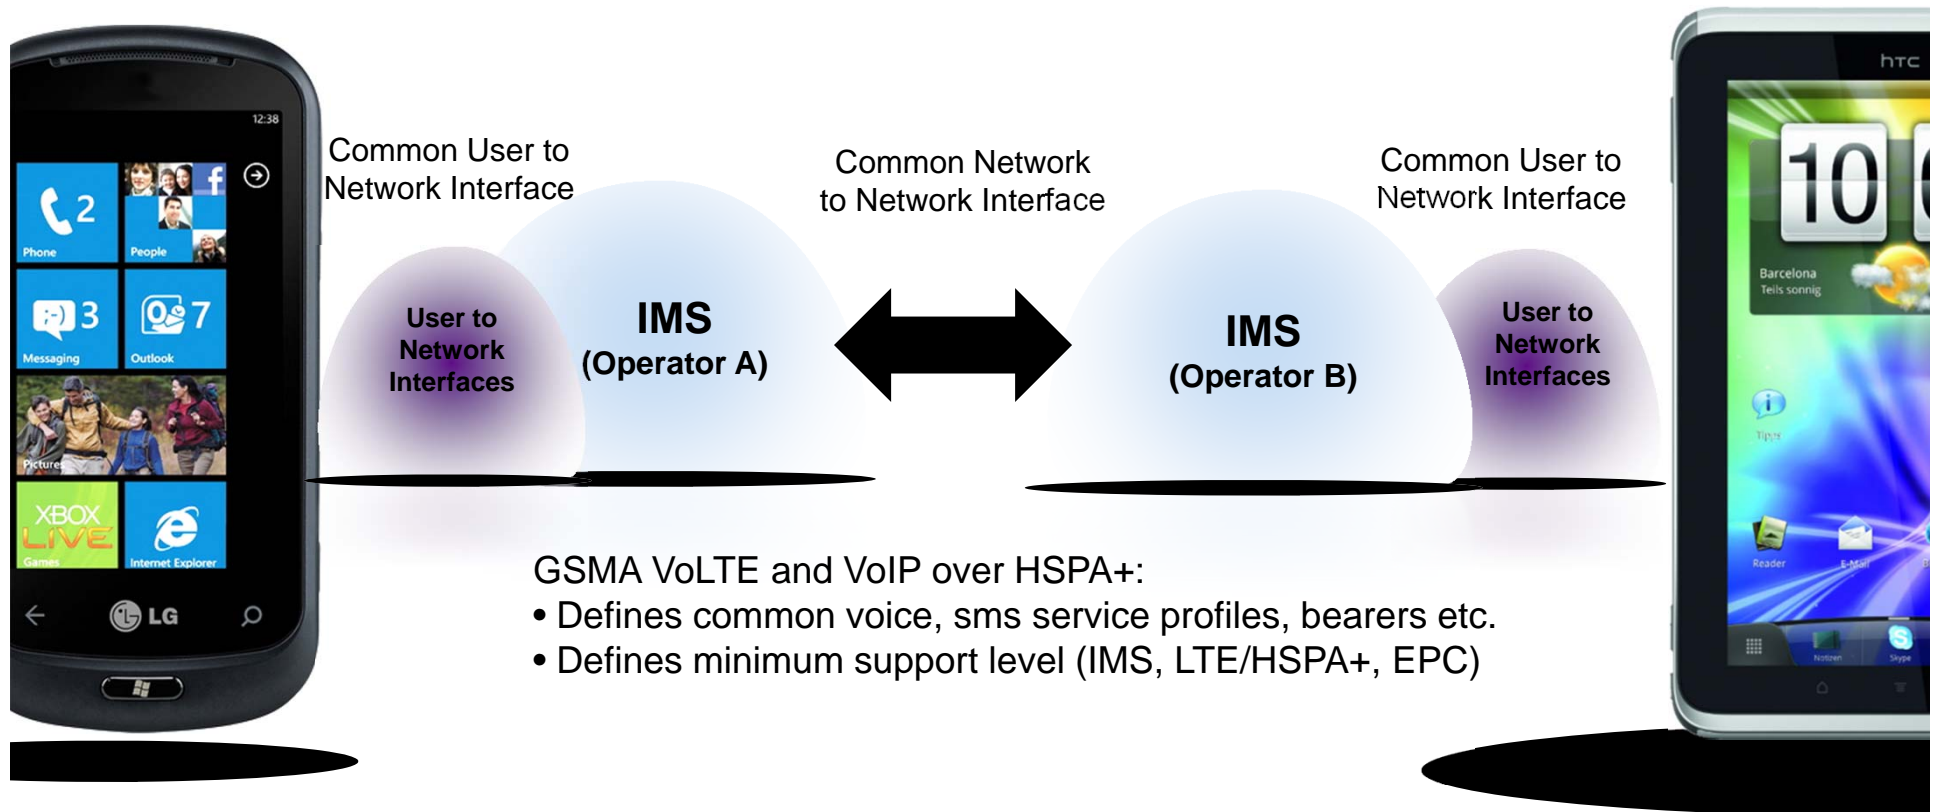 12:38
2
Phone
People
3
Messaging
7
Outlook
Pictures
XBOX
LIVE
Games
Internet Explorer
LG
Common User to
Network Interface
User to
Network
Interfaces
IMS
(Operator A)
Common Network
to Network Interface
IMS
(Operator B)
Common User to
Network Interface
User to
Network
Interfaces
GSMA VoLTE and VoIP over HSPA+:
• Defines common voice, sms service profiles, bearers etc.
• Defines minimum support level (IMS, LTE/HSPA+, EPC)
hTC
10
Barcelona
Teils sonnig
Tipps
Reader
E-Mail
Notizen
Skype